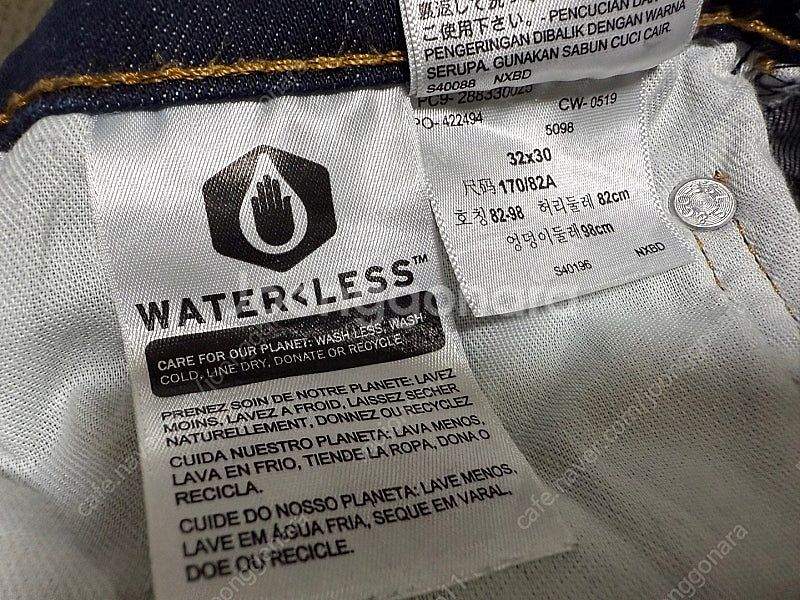 ご使用下さい。- PENCUCIAN DAN
PENGERINGAN DIBALIK DENGAN WARNA
SERUPA. GUNAKAN SABUN CUCI CAIR.
S40088 NXBD
PC9- 288330025
CW- 0519
PO- 422494
5098
32x30
尺码 170/82A
호칭 82-98 허리둘레 82cm
엉덩이둘레 98cm
S40196 NXBD
WATER<LESS™
CARE FOR OUR PLANET: WASH LESS, WASH
COLD, LINE DRY, DONATE OR RECYCLE.
PRENEZ SOIN DE NOTRE PLANETE: LAVEZ
MOINS, LAVEZ A FROID, LAISSEZ SECHER
NATURELLEMENT, DONNEZ OU RECYCLEZ
CUIDA NUESTRO PLANETA: LAVA MENOS,
LAVA EN FRIO, TIENDE LA ROPA, DONA O
RECICLA.
CUIDE DO NOSSO PLANETA: LAVE MENOS,
LAVE EM ÁGUA FRIA, SEQUE EM VARAL,
DOE OU RECICLE.